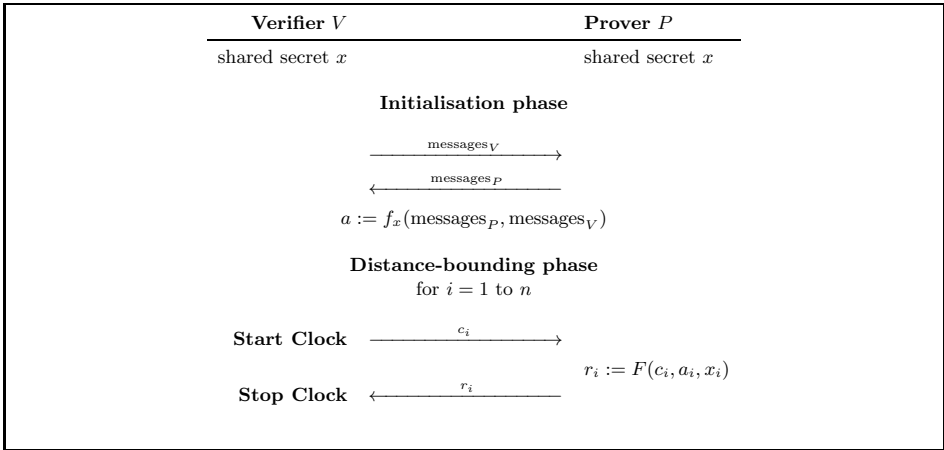 Verifier V Prover P
shared secret x shared secret x
Initialisation phase
messages_V
messages_P
a := f_x(messages_P, messages_V)
Distance-bounding phase
for i = 1 to n
Start Clock c_i
r_i := F(c_i, a_i, x_i)
Stop Clock r_i